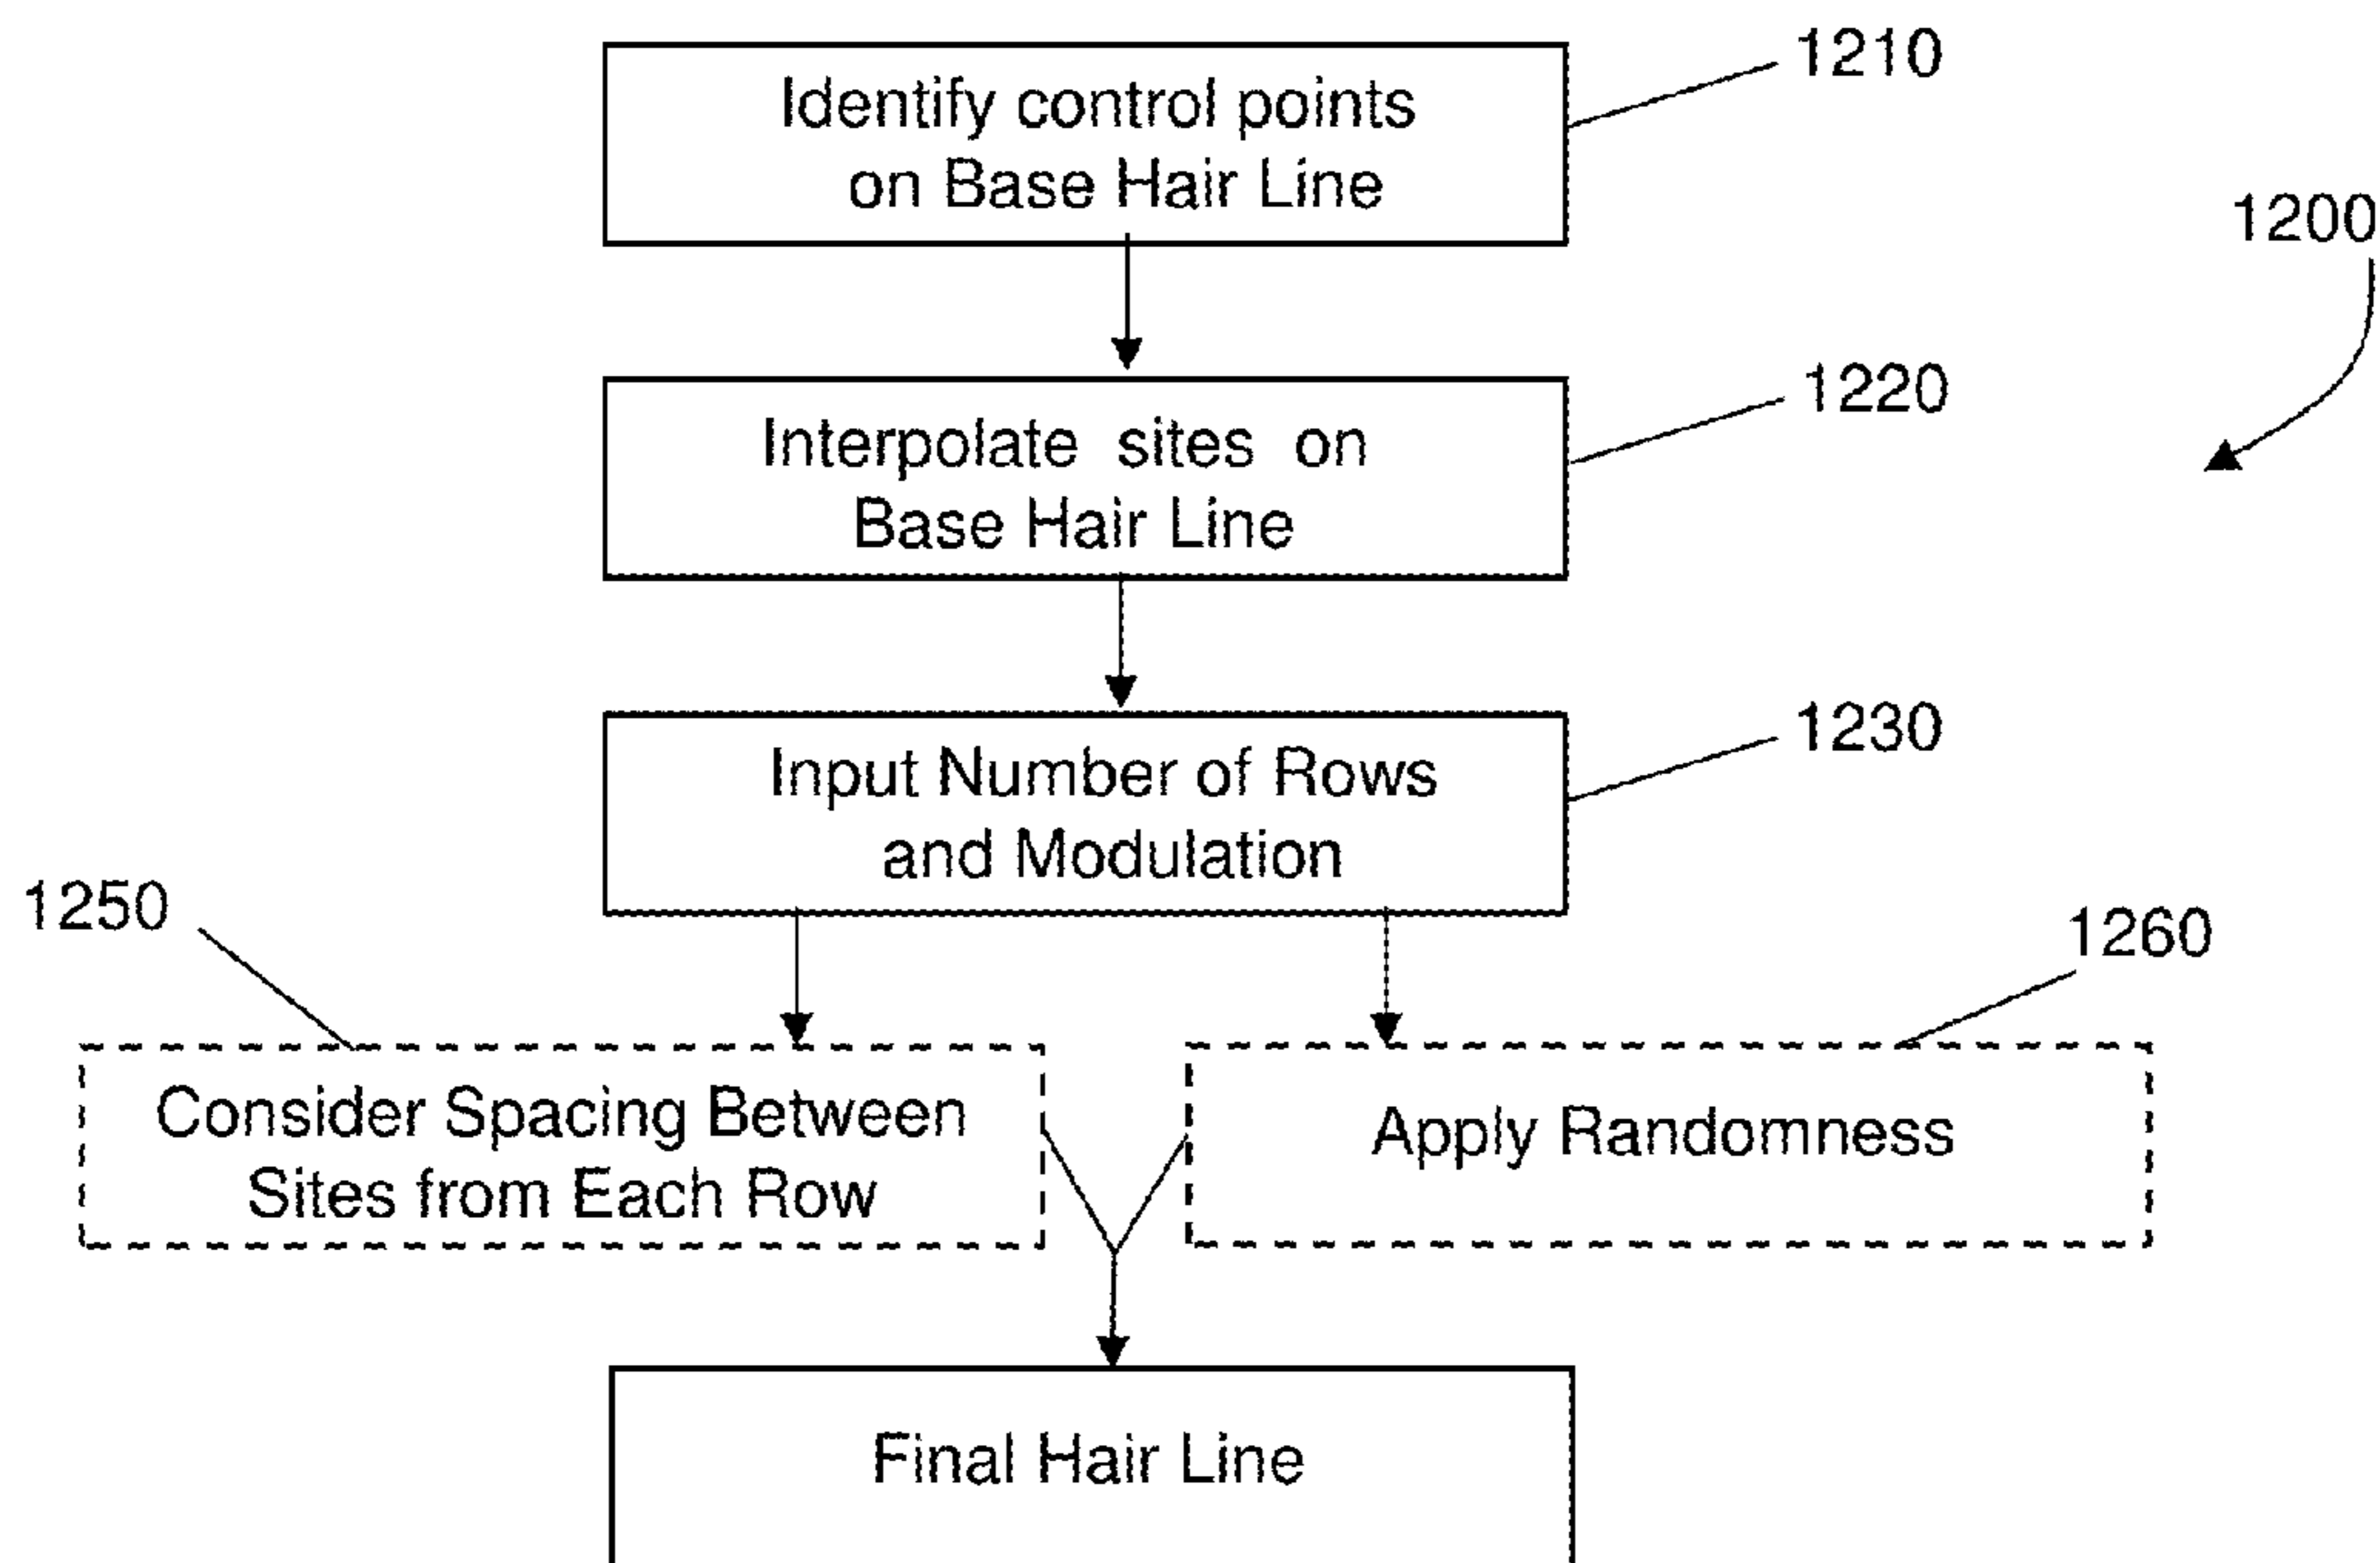 Identify control points
on Base Hair Line
1210
1200
Interpolate sites on
Base Hair Line
1220
Input Number of Rows
and Modulation
1230
1250
1260
Consider Spacing Between
Sites from Each Row
Apply Randomness
Final Hair Line